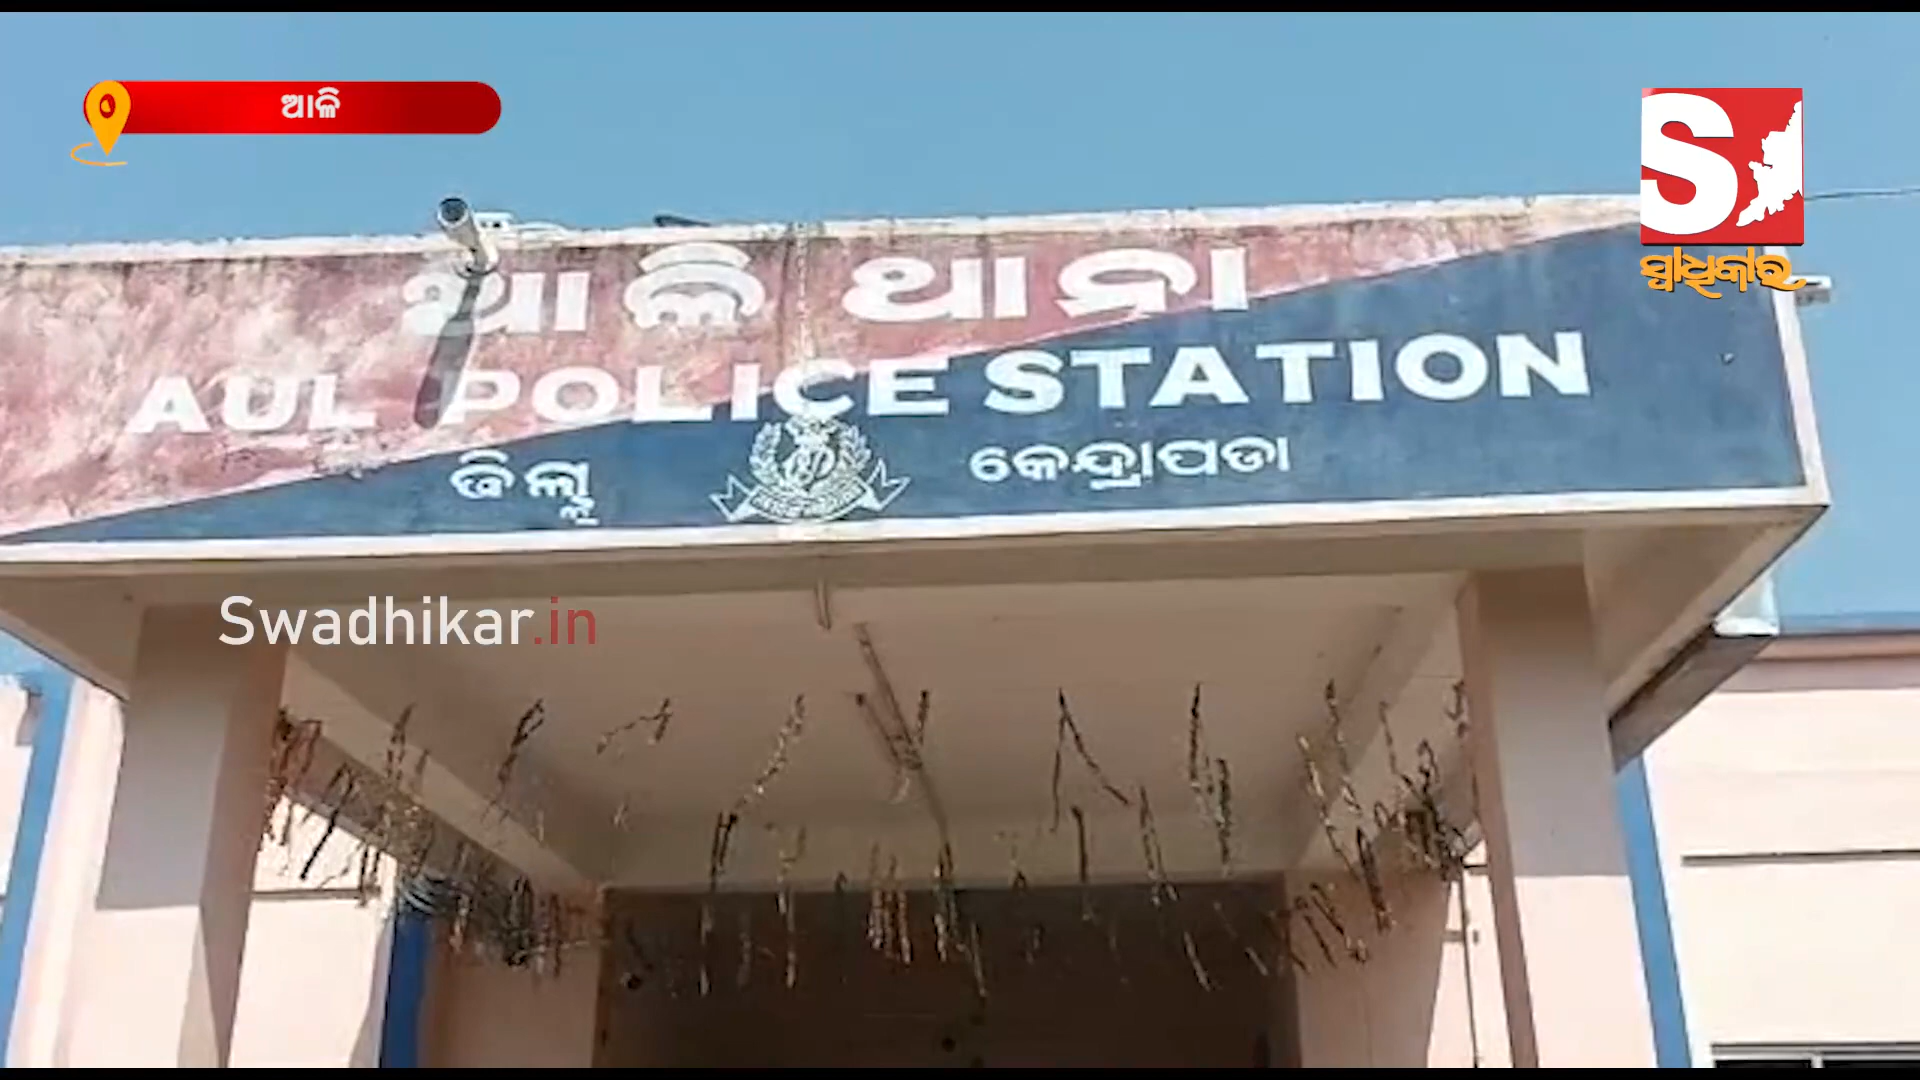 ଆଳି
S
ସ୍ୱାଧିକାର
ଆଳି ଥାନା
AUL POLICE STATION
ଜିଲ୍ଲା
କେନ୍ଦ୍ରାପଡା
Swadhikar.in